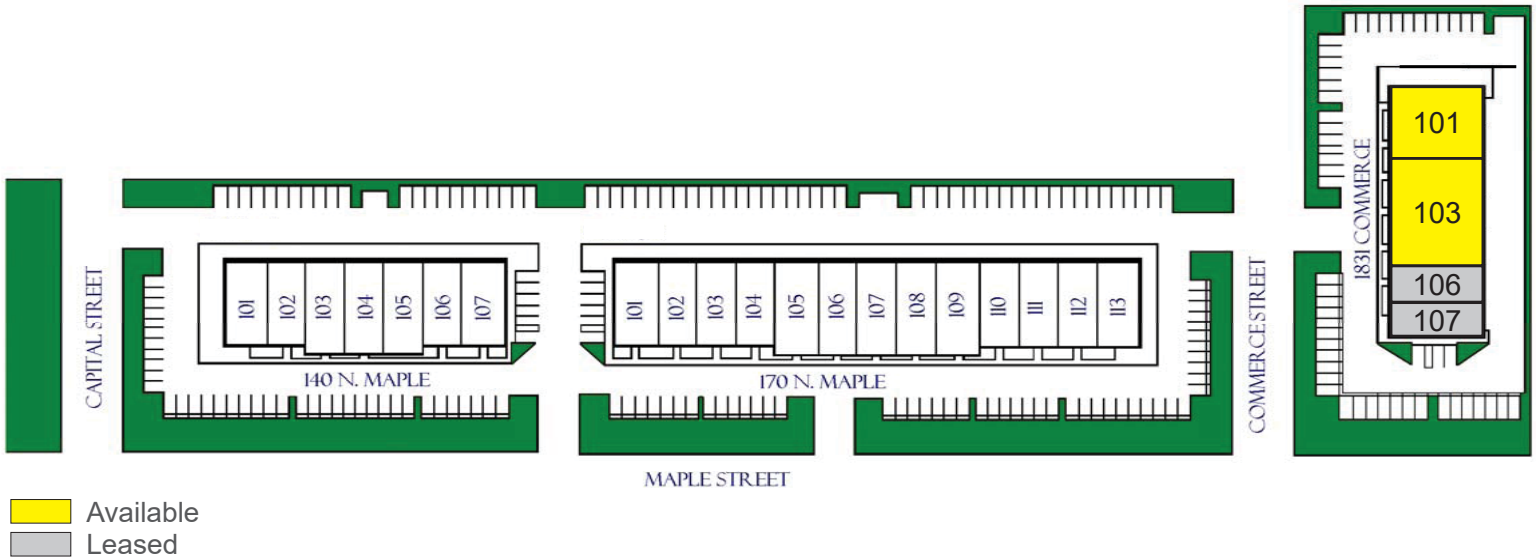 101
103
106
107
1831 COMMERCE
101 102 103 104 105 106 107
101 102 103 104 105 106 107 108 109 110 111 112 113
140 N. MAPLE
170 N. MAPLE
CAPITAL STREET
COMMERCE STREET
MAPLE STREET
Available
Leased